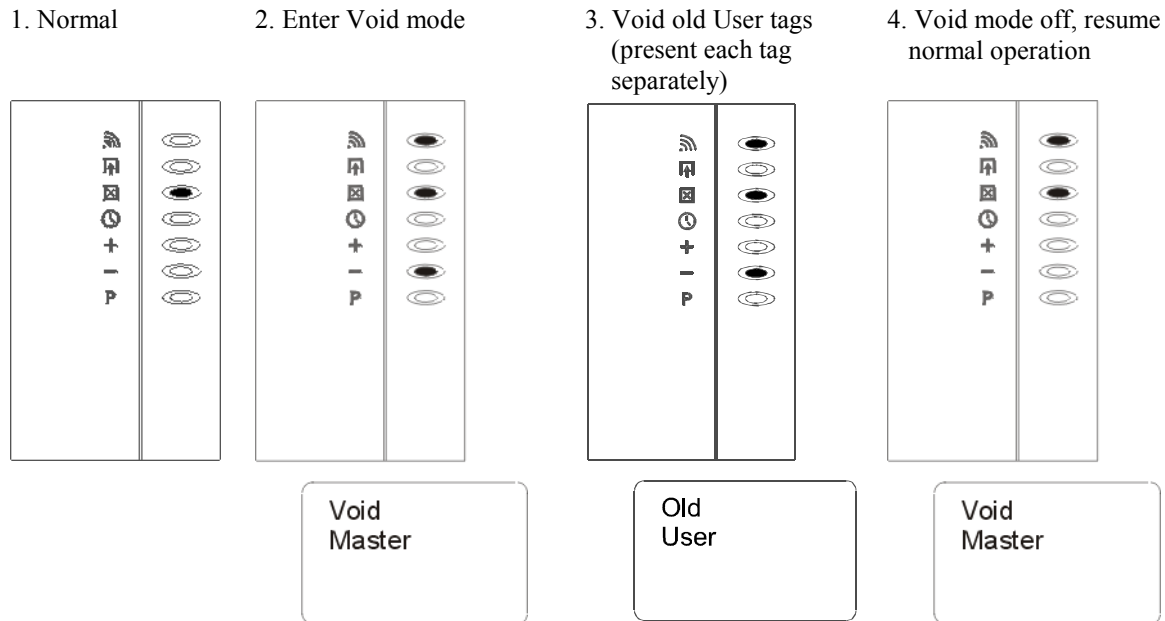 1. Normal
2. Enter Void mode
3. Void old User tags
(present each tag
separately)
4. Void mode off, resume
normal operation
+
−
P
+
−
P
+
−
P
+
−
P
Void
Master
Old
User
Void
Master